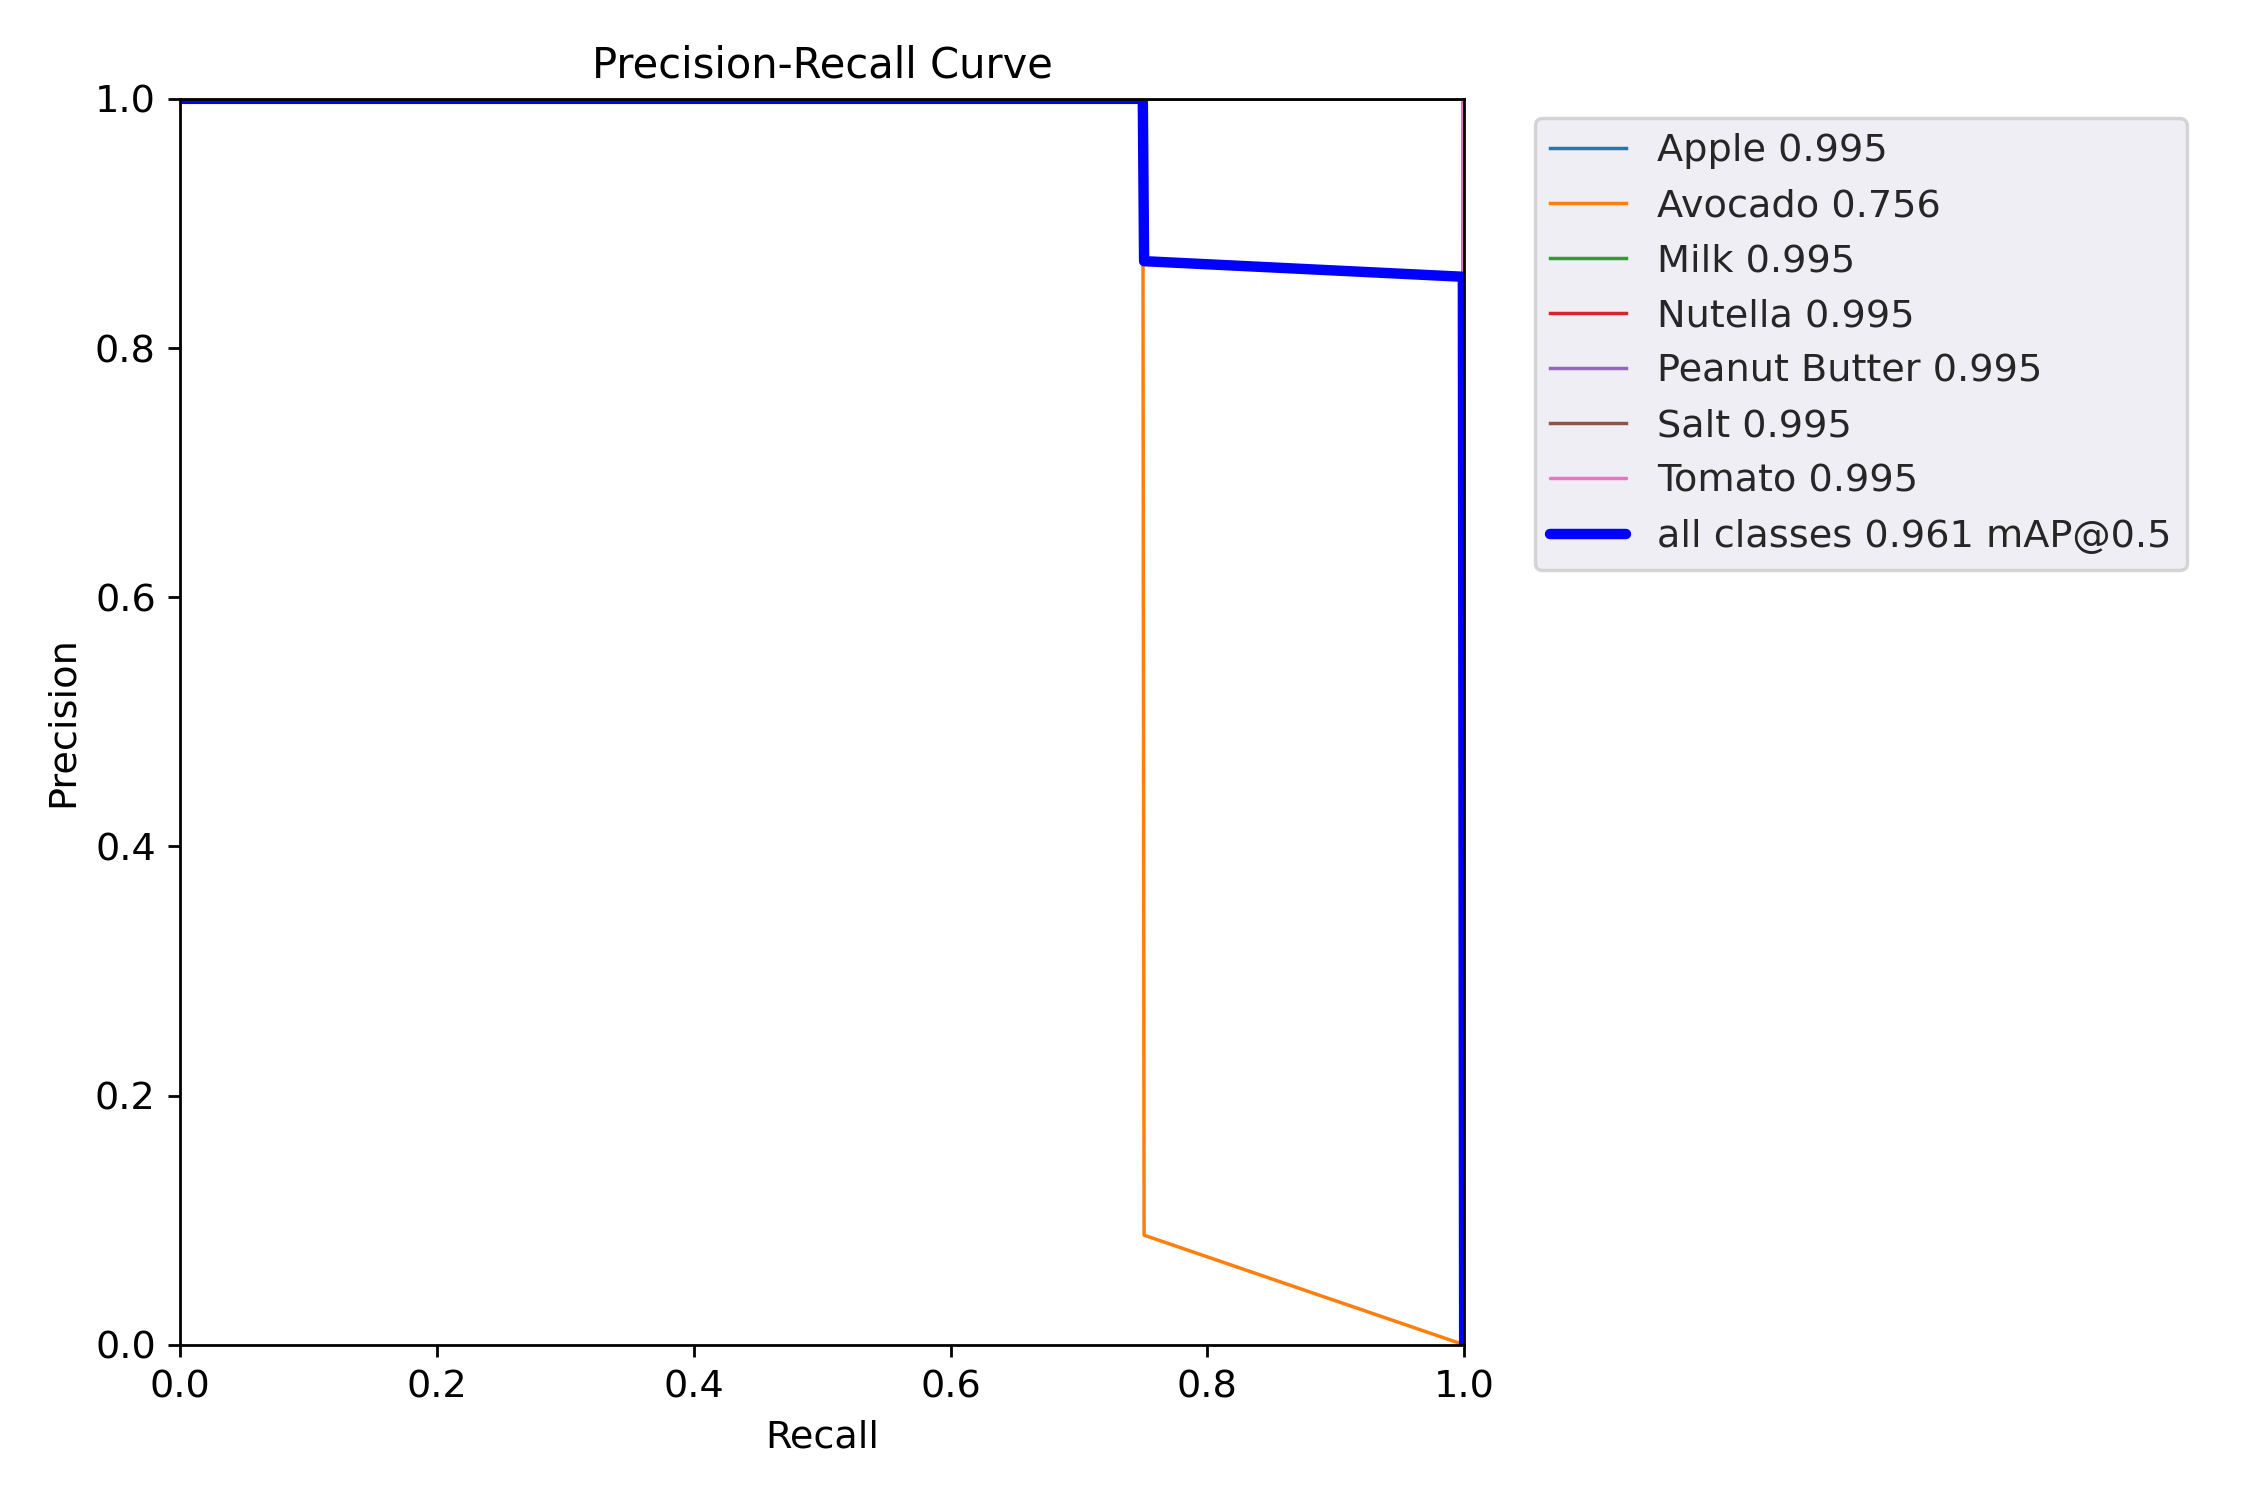 Precision-Recall Curve
1.0
0.8
0.6
0.4
0.2
0.0
Precision
0.0 0.2 0.4 0.6 0.8 1.0
Recall
Apple 0.995
Avocado 0.756
Milk 0.995
Nutella 0.995
Peanut Butter 0.995
Salt 0.995
Tomato 0.995
all classes 0.961 mAP@0.5